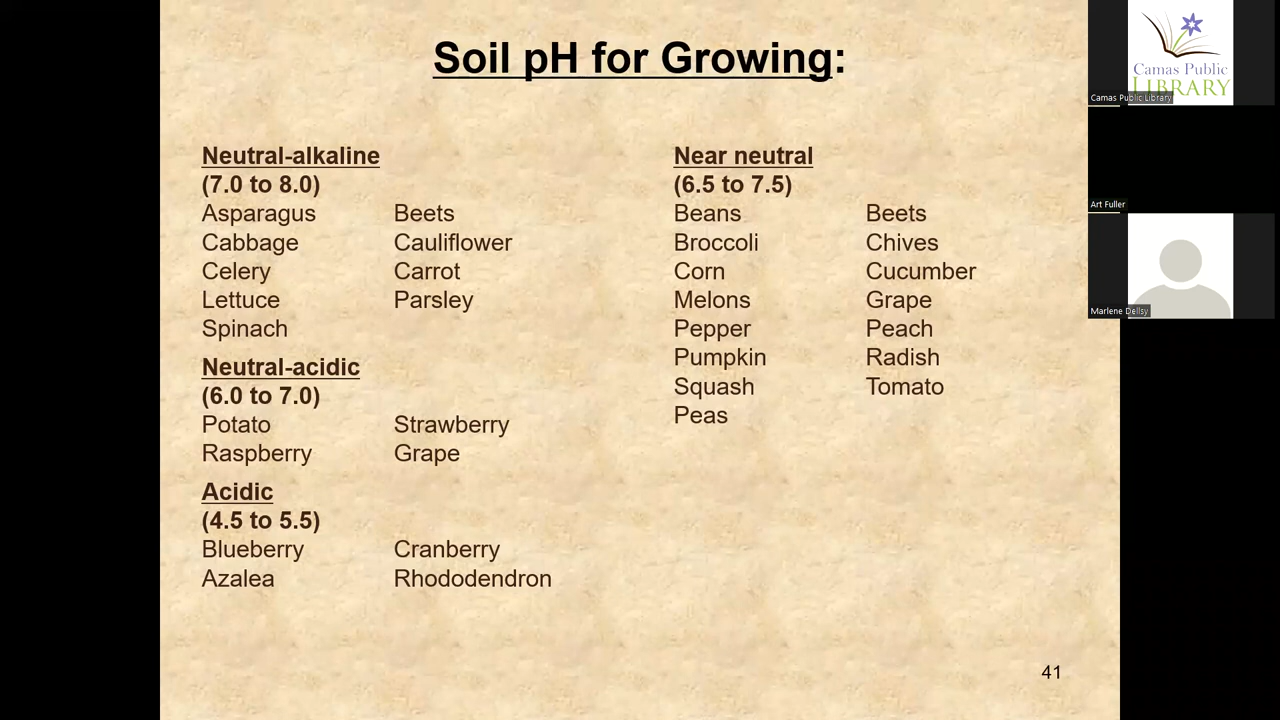 Soil pH for Growing:
Neutral-alkaline
(7.0 to 8.0)
Asparagus Beets
Cabbage Cauliflower
Celery Carrot
Lettuce Parsley
Spinach
Neutral-acidic
(6.0 to 7.0)
Potato Strawberry
Raspberry Grape
Acidic
(4.5 to 5.5)
Blueberry Cranberry
Azalea Rhododendron
Near neutral
(6.5 to 7.5)
Beans Beets
Broccoli Chives
Corn Cucumber
Melons Grape
Pepper Peach
Pumpkin Radish
Squash Tomato
Peas
41
Camas Public
LIBRARY
Camas Public Library
Art Fuller
Marlene Dellsy